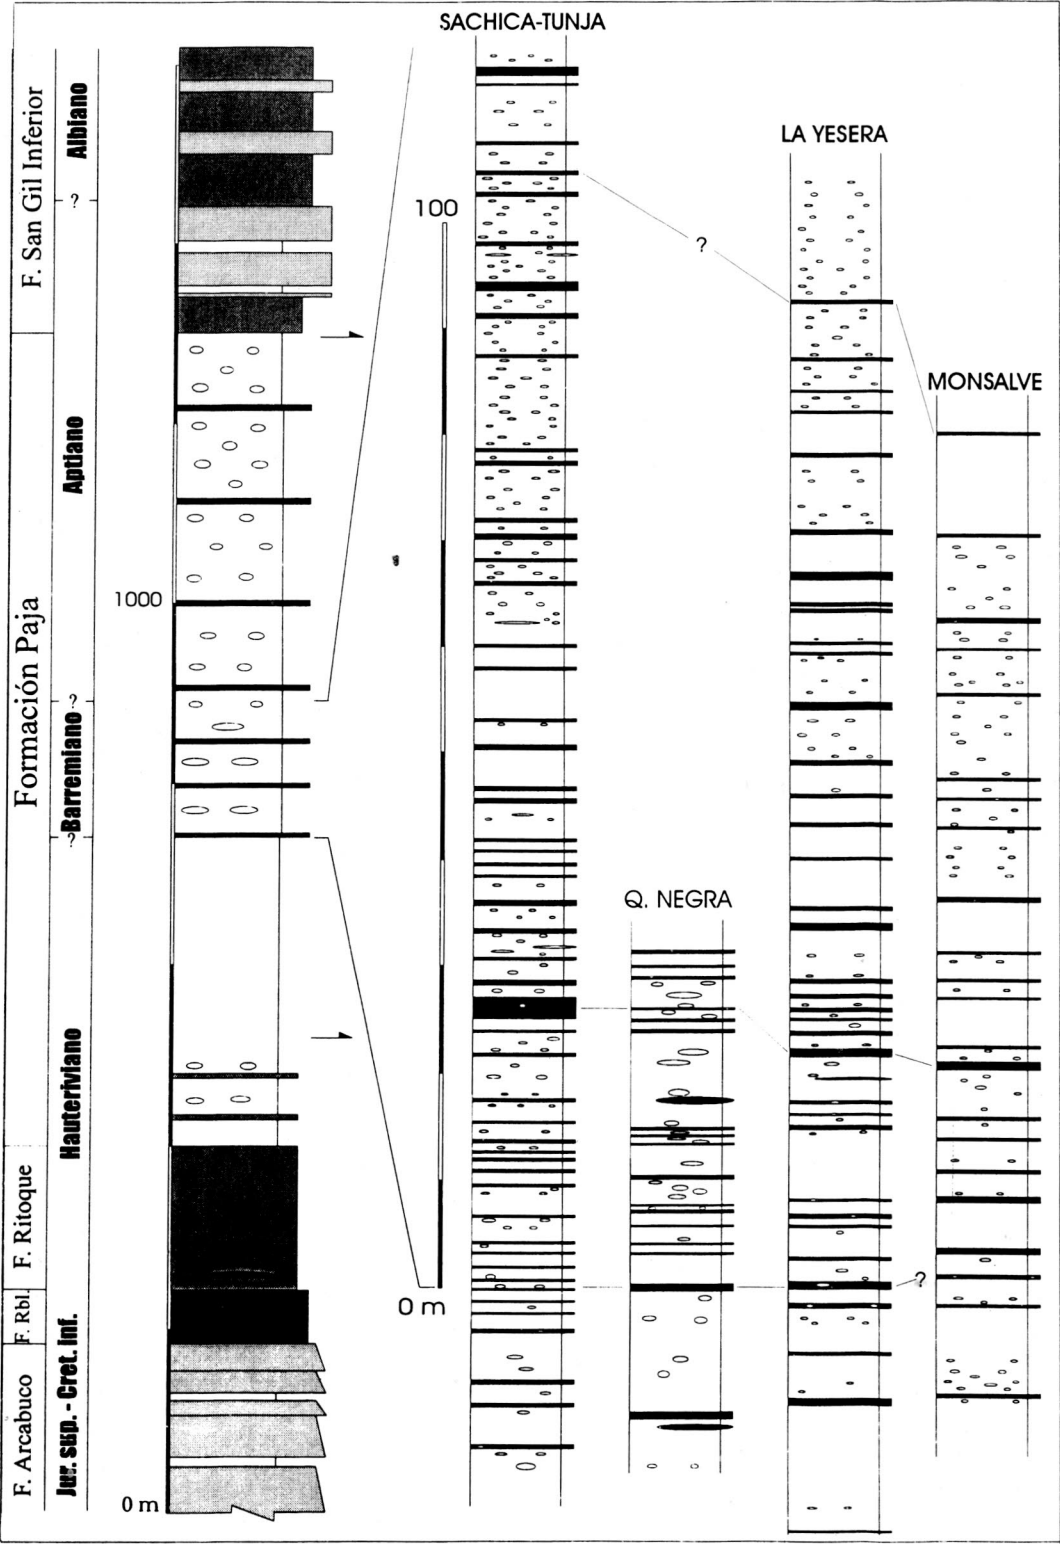 SACHICA-TUNJA
LA YESERA
MONSALVE
Q. NEGRA
F. San Gil Inferior
Formación Paja
F. Ritoque
F. Rbl.
F. Arcabuco
Albiano
?
Aptiano
?
Barremiano
?
Hauteriviano
Jur. sup. - Cret. Inf.
1000
0 m
100
0 m
?
?